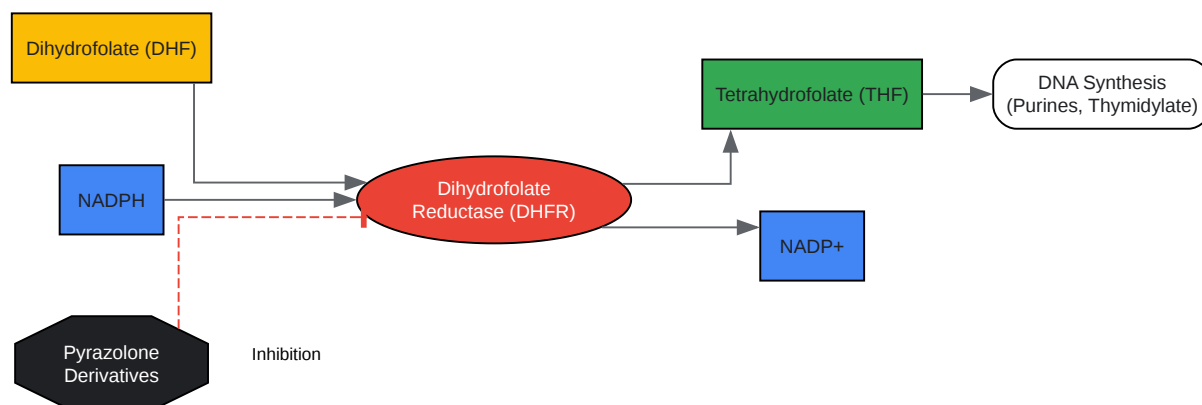 Dihydrofolate (DHF)
Tetrahydrofolate (THF)
DNA Synthesis
(Purines, Thymidylate)
NADPH
Dihydrofolate
Reductase (DHFR)
NADP+
Pyrazolone
Derivatives
Inhibition